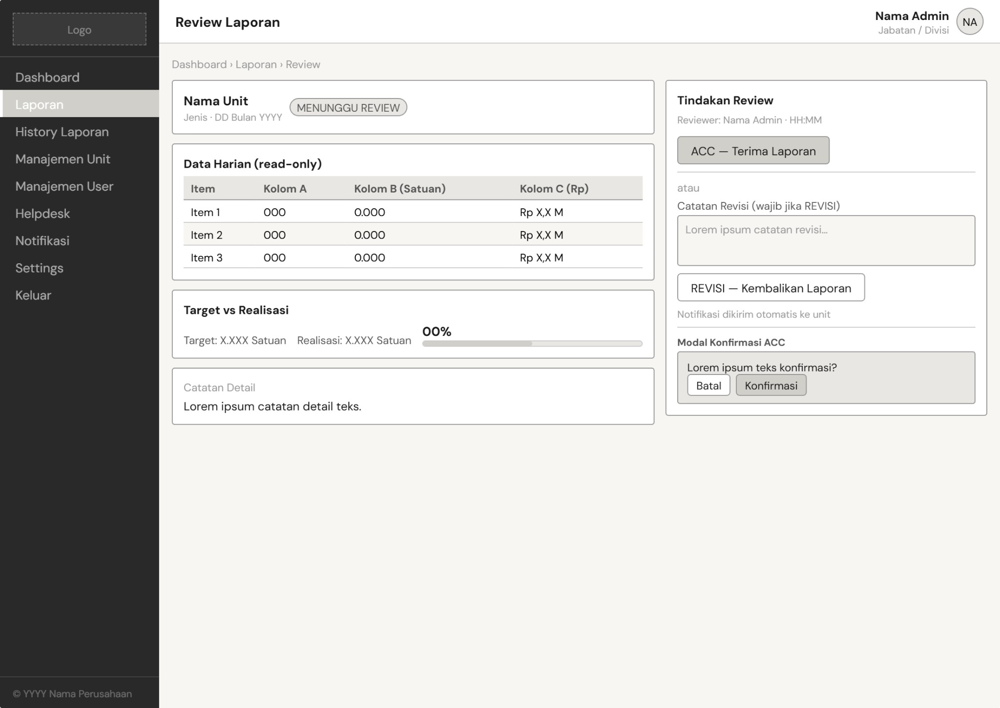 Logo
Dashboard
Laporan
History Laporan
Manajemen Unit
Manajemen User
Helpdesk
Notifikasi
Settings
Keluar
© YYYY Nama Perusahaan
Review Laporan
Nama Admin
Jabatan / Divisi
NA
Dashboard › Laporan › Review
Nama Unit
Jenis · DD Bulan YYYY
MENUNGGU REVIEW
Data Harian (read-only)
Item Kolom A Kolom B (Satuan) Kolom C (Rp)
Item 1 000 0.000 Rp X,X M
Item 2 000 0.000 Rp X,X M
Item 3 000 0.000 Rp X,X M
Target vs Realisasi
Target: X.XXX Satuan Realisasi: X.XXX Satuan
00%
Catatan Detail
Lorem ipsum catatan detail teks.
Tindakan Review
Reviewer: Nama Admin · HH:MM
ACC — Terima Laporan
atau
Catatan Revisi (wajib jika REVISI)
Lorem ipsum catatan revisi...
REVISI — Kembalikan Laporan
Notifikasi dikirim otomatis ke unit
Modal Konfirmasi ACC
Lorem ipsum teks konfirmasi?
Batal Konfirmasi